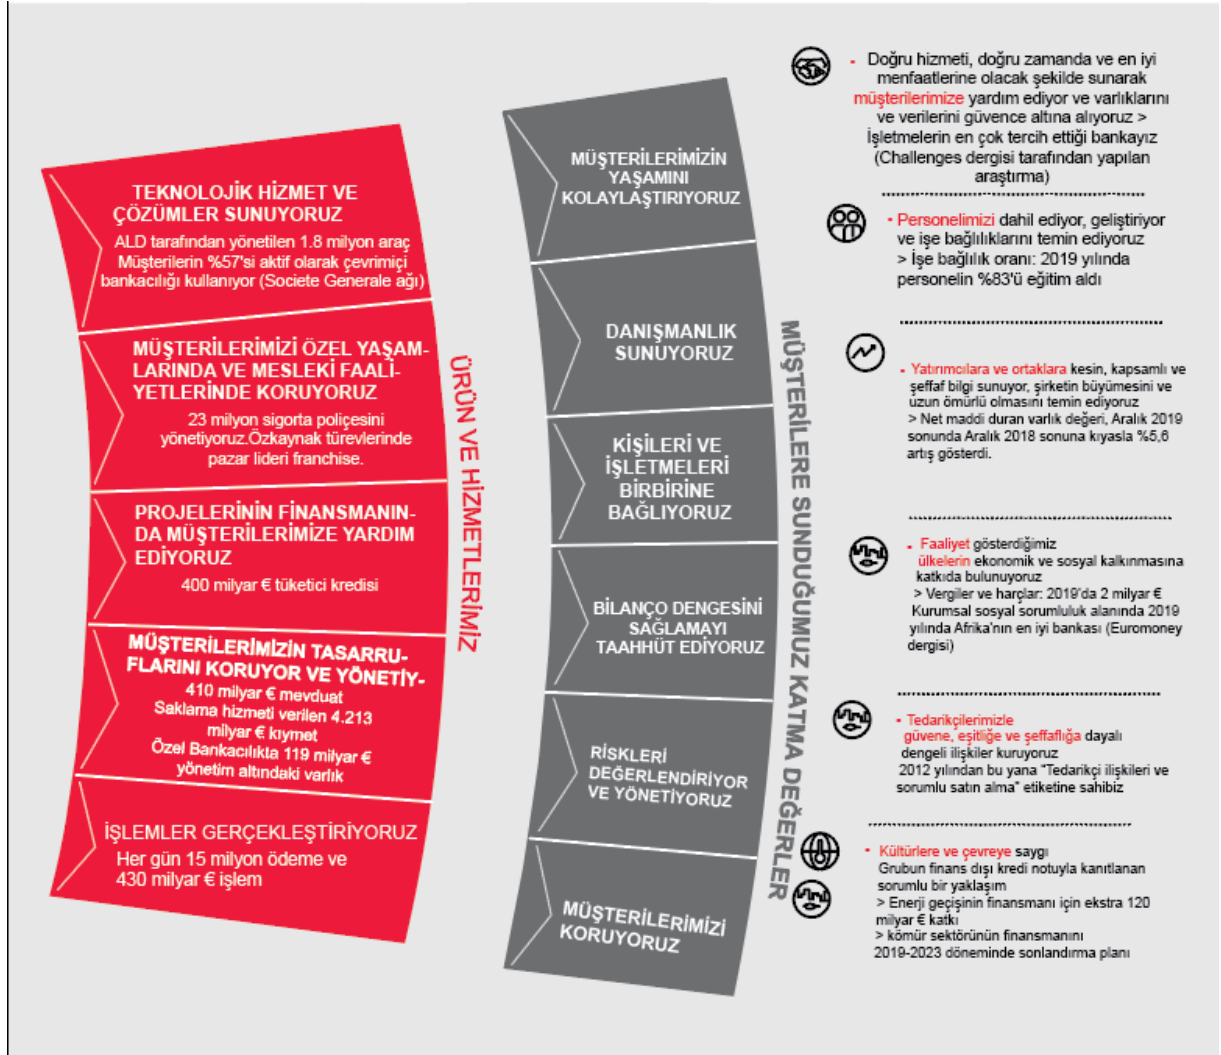 TEKNOLOJİK HİZMET VE
ÇÖZÜMLER SUNUYORUZ
ALD tarafından yönetilen 1.8 milyon araç
Müşterilerin %57'si aktif olarak çevrimiçi
bankacılığı kullanıyor (Societe Generale ağı)
MÜŞTERİLERİMİZİ ÖZEL YAŞAM-
LARINDA VE MESLEKİ FAALİ-
YETLERİNDE KORUYORUZ
23 milyon sigorta poliçesini
yönetiyoruz.Özkaynak türevlerinde
pazar lideri franchise.
PROJELERİNİN FİNANSMANIN-
DA MÜŞTERİLERİMİZE YARDIM
EDİYORUZ
400 milyar € tüketici kredisi
MÜŞTERİLERİMİZİN TASARRU-
FLARINI KORUYOR VE YÖNETİY-
410 milyar € mevduat
Saklama hizmeti verilen 4.213
milyar € kıymet
Özel Bankacılıkta 119 milyar €
yönetim altındaki varlık
İŞLEMLER GERÇEKLEŞTİRİYORUZ
Her gün 15 milyon ödeme ve
430 milyar € işlem
ÜRÜN VE HİZMETLERİMİZ
MÜŞTERİLERİMİZİN
YAŞAMINI
KOLAYLAŞTIRIYORUZ
DANIŞMANLIK
SUNUYORUZ
KİŞİLERİ VE
İŞLETMELERİ
BİRBİRİNE
BAĞLIYORUZ
BİLANÇO DENGESİNİ
SAĞLAMAYI
TAAHHÜT EDİYORUZ
RİSKLERİ
DEĞERLENDİRİYOR
VE YÖNETİYORUZ
MÜŞTERİLERİMİZİ
KORUYORUZ
MÜŞTERİLERE SUNDUĞUMUZ KATMA DEĞERLER
• Doğru hizmeti, doğru zamanda ve en iyi
menfaatlerine olacak şekilde sunarak
müşterilerimize yardım ediyor ve varlıklarını
ve verilerini güvence altına alıyoruz >
İşletmelerin en çok tercih ettiği bankayız
(Challenges dergisi tarafından yapılan
araştırma)
• Personelimizi dahil ediyor, geliştiriyor
ve işe bağlılıklarını temin ediyoruz
> İşe bağlılık oranı: 2019 yılında
personelin %83'ü eğitim aldı
• Yatırımcılara ve ortaklara kesin, kapsamlı ve
şeffaf bilgi sunuyor, şirketin büyümesini ve
uzun ömürlü olmasını temin ediyoruz
> Net maddi duran varlık değeri, Aralık 2019
sonunda Aralık 2018 sonuna kıyasla %5,6
artış gösterdi.
• Faaliyet gösterdiğimiz
ülkelerin ekonomik ve sosyal kalkınmasına
katkıda bulunuyoruz
> Vergiler ve harçlar: 2019'da 2 milyar €
Kurumsal sosyal sorumluluk alanında 2019
yılında Afrika'nın en iyi bankası (Euromoney
dergisi)
• Tedarikçilerimizle
güvene, eşitliğe ve şeffaflığa dayalı
dengeli ilişkiler kuruyoruz
2012 yılından bu yana "Tedarikçi ilişkileri ve
sorumlu satın alma" etiketine sahibiz
• Kültürlere ve çevreye saygı
Grubun finans dışı kredi notuyla kanıtlanan
sorumlu bir yaklaşım
> Enerji geçişinin finansmanı için ekstra 120
milyar € katkı
> kömür sektörünün finansmanını
2019-2023 döneminde sonlandırma planı